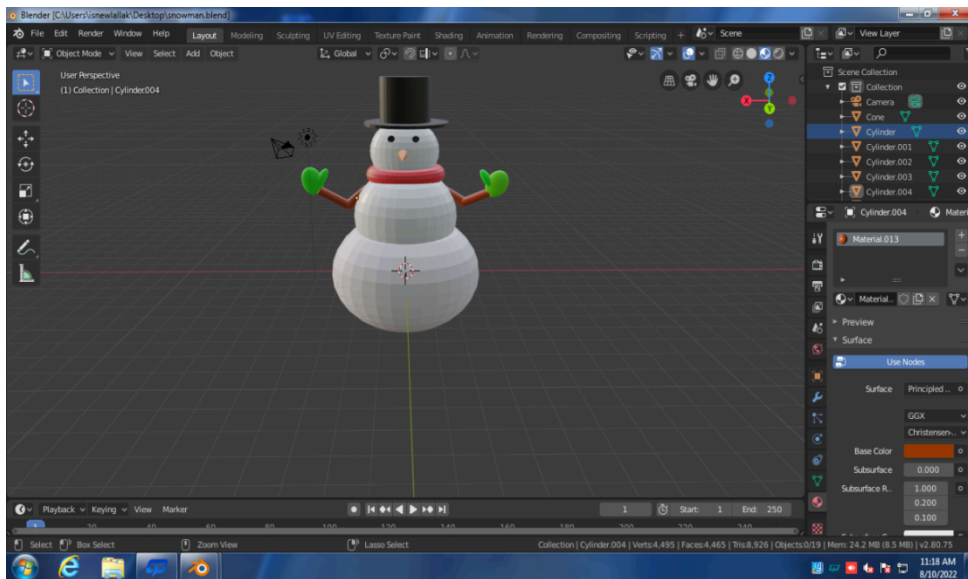 Blender [C:\Users\isnewlallak\Desktop\snowman.blend]
File Edit Render Window Help Layout Modeling Sculpting UV Editing Texture Paint Shading Animation Rendering Compositing Scripting + Scene View Layer
Object Mode View Select Add Object Global
User Perspective
(1) Collection | Cylinder.004
X
Y
Z
Scene Collection
Collection
Camera
Cone
Cylinder
Cylinder.001
Cylinder.002
Cylinder.003
Cylinder.004
Cylinder.004 Materi
Material.013
Material..
Preview
Surface
Use Nodes
Surface Principled ..
GGX
Christensen-..
Base Color
Subsurface 0.000
Subsurface R.. 1.000
0.200
0.100
Playback Keying View Marker 1 Start: 1 End: 250
Select Box Select Zoom View Lasso Select Collection | Cylinder.004 | Verts:4,495 | Faces:4,465 | Tris:8,926 | Objects:0/19 | Mem: 24.2 MB (8.5 MB) | v2.80.75
11:18 AM
8/10/2022